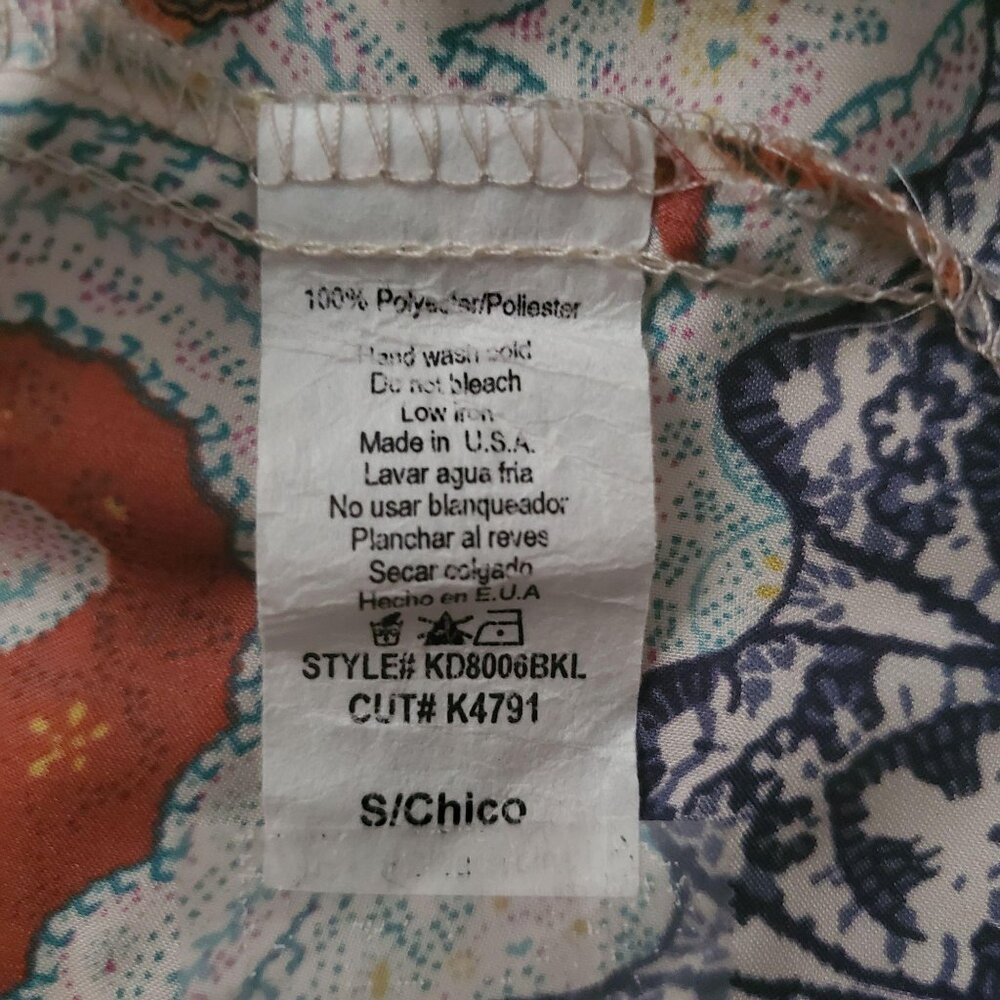 100% Polyester/Poliester
Hand wash cold
Do not bleach
Low iron
Made in U.S.A.
Lavar agua fria
No usar blanqueador
Planchar al reves
Secar colgado
Hecho en E.U.A
STYLE# KD8006BKL
CUT# K4791
S/Chico